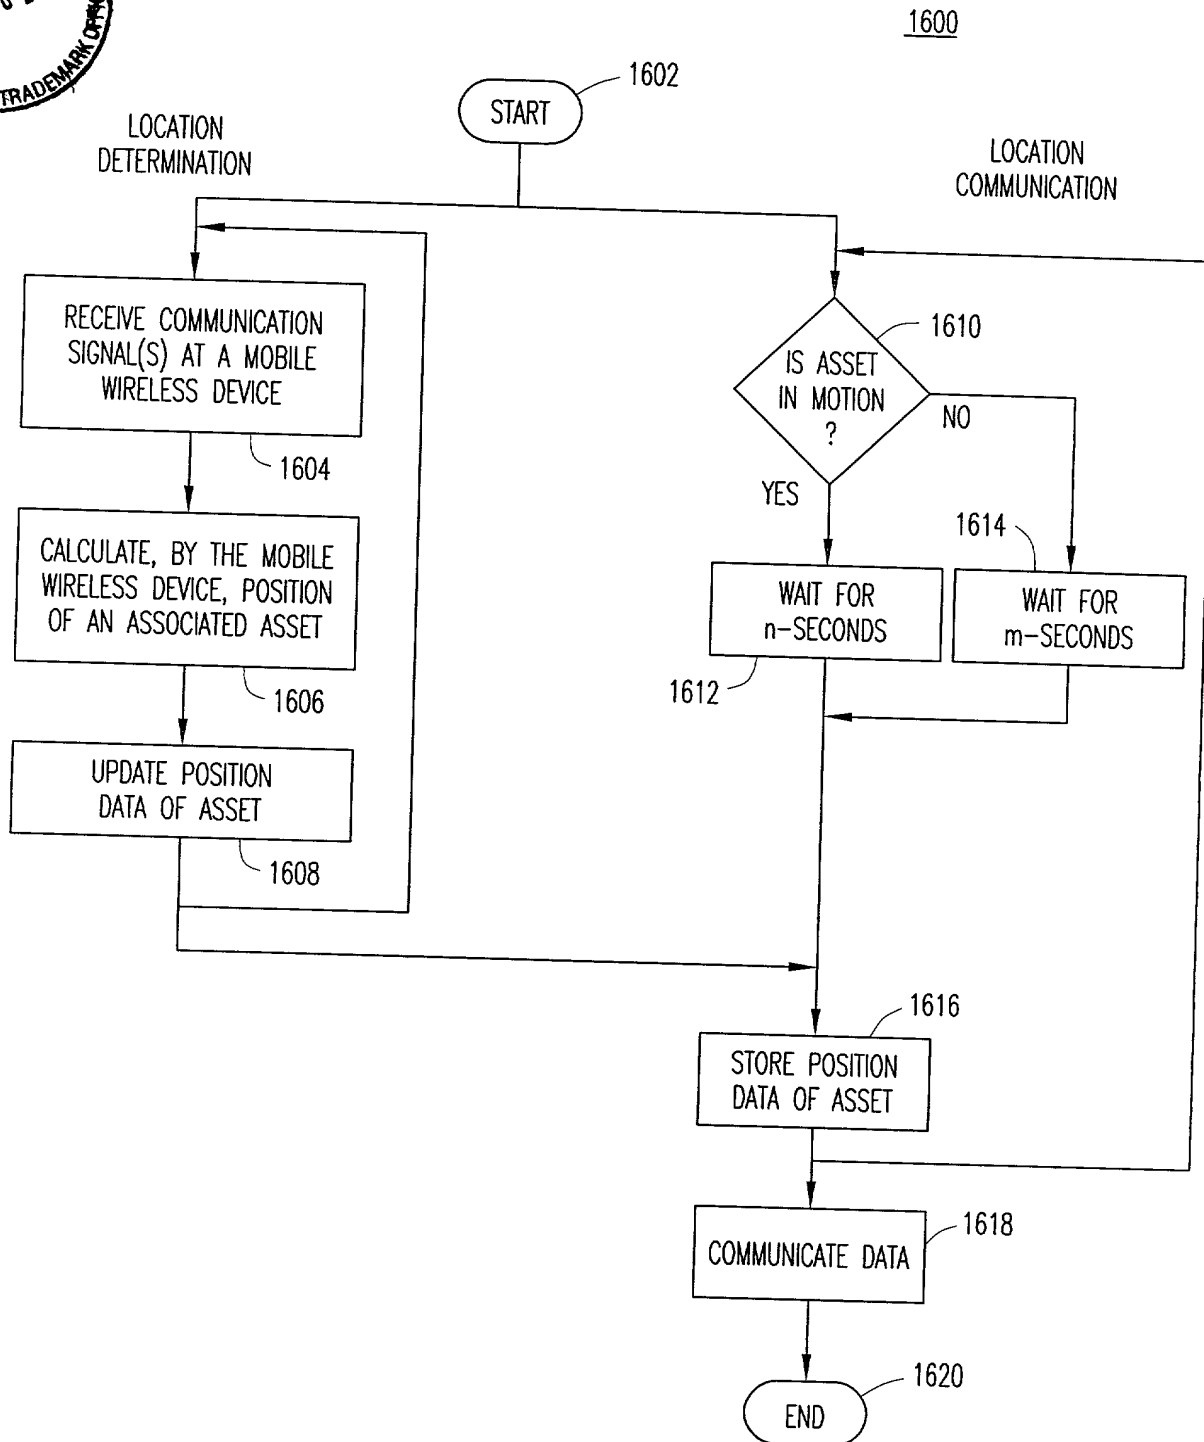 1600
TRADEMARK OFFICE
START
1602
LOCATION
DETERMINATION
LOCATION
COMMUNICATION
RECEIVE COMMUNICATION
SIGNAL(S) AT A MOBILE
WIRELESS DEVICE
1604
CALCULATE, BY THE MOBILE
WIRELESS DEVICE, POSITION
OF AN ASSOCIATED ASSET
1606
UPDATE POSITION
DATA OF ASSET
1608
1610
IS ASSET
IN MOTION
?
NO
YES
1614
WAIT FOR
n-SECONDS
WAIT FOR
m-SECONDS
1612
1616
STORE POSITION
DATA OF ASSET
1618
COMMUNICATE DATA
1620
END